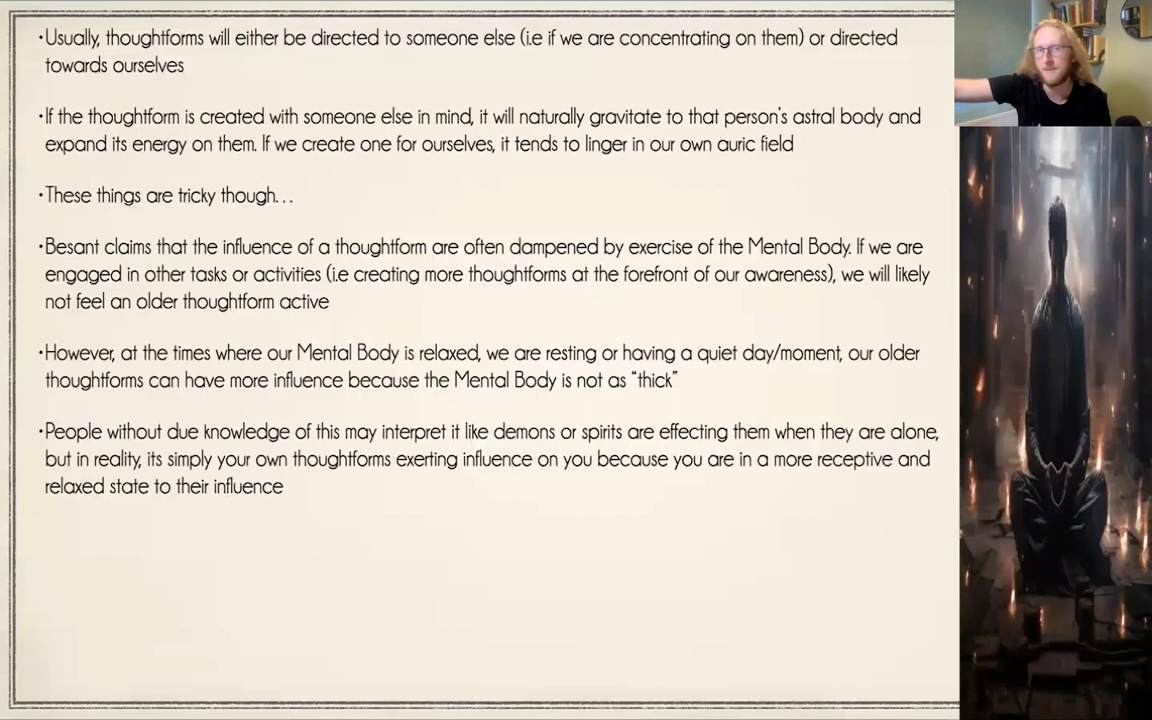 •Usually, thoughtforms will either be directed to someone else (i.e if we are concentrating on them) or directed
towards ourselves
•If the thoughtform is created with someone else in mind, it will naturally gravitate to that person's astral body and
expand its energy on them. If we create one for ourselves, it tends to linger in our own auric field
•These things are tricky though...
•Besant claims that the influence of a thoughtform are often dampened by exercise of the Mental Body. If we are
engaged in other tasks or activities (i.e creating more thoughtforms at the forefront of our awareness), we will likely
not feel an older thoughtform active
•However, at the times where our Mental Body is relaxed, we are resting or having a quiet day/moment, our older
thoughtforms can have more influence because the Mental Body is not as “thick”
•People without due knowledge of this may interpret it like demons or spirits are effecting them when they are alone,
but in reality, its simply your own thoughtforms exerting influence on you because you are in a more receptive and
relaxed state to their influence